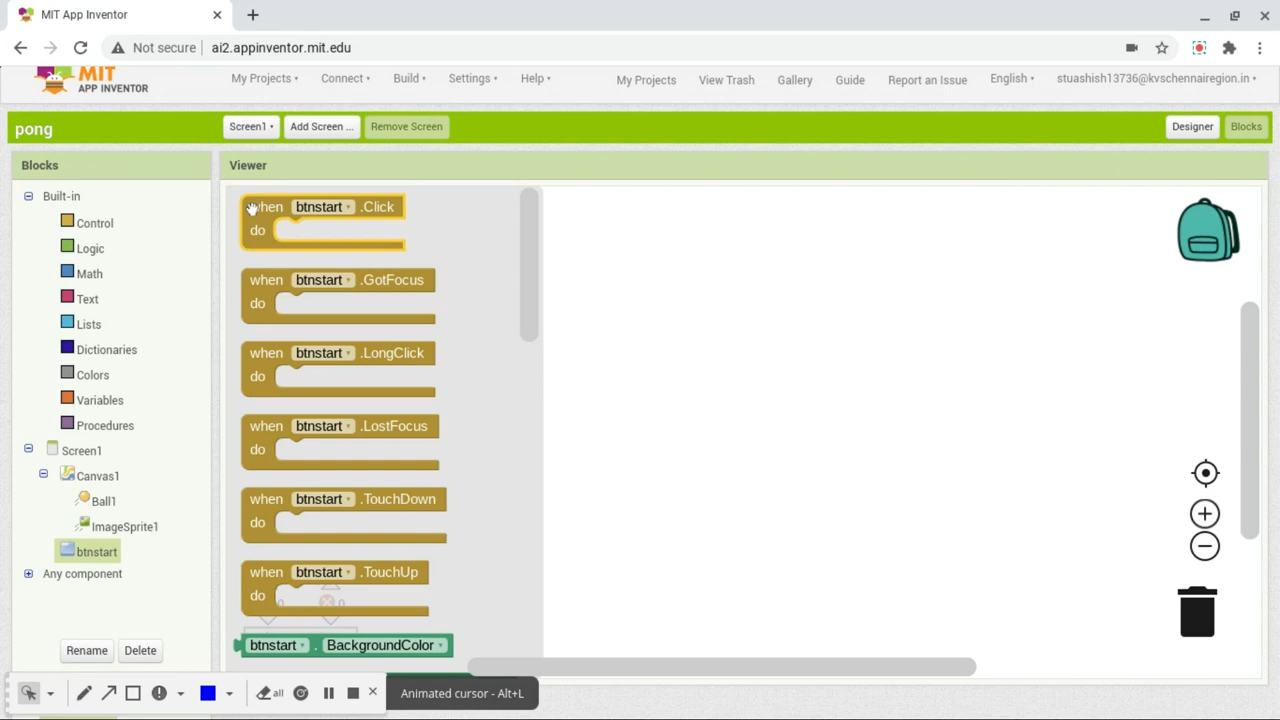 MIT App Inventor
Not secure
ai2.appinventor.mit.edu
MIT
APP INVENTOR
My Projects
Connect
Build
Settings
Help
My Projects
View Trash
Gallery
Guide
Report an Issue
English
stuashish13736@kvschennairegion.in
pong
Screen1
Add Screen ...
Remove Screen
Designer
Blocks
Blocks
Viewer
Built-in
Control
Logic
Math
Text
Lists
Dictionaries
Colors
Variables
Procedures
Screen1
Canvas1
Ball1
ImageSprite1
btnstart
Any component
Rename
Delete
when btnstart .Click
do
when btnstart .GotFocus
do
when btnstart .LongClick
do
when btnstart .LostFocus
do
when btnstart .TouchDown
do
when btnstart .TouchUp
do
0
0
btnstart . BackgroundColor
all
Animated cursor - Alt+L